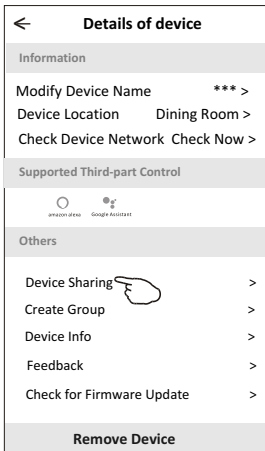 ← Details of device
Information
Modify Device Name *** >
Device Location Dining Room >
Check Device Network Check Now >
Supported Third-part Control
amazon alexa Google Assistant
Others
Device Sharing >
Create Group >
Device Info >
Feedback >
Check for Firmware Update >
Remove Device